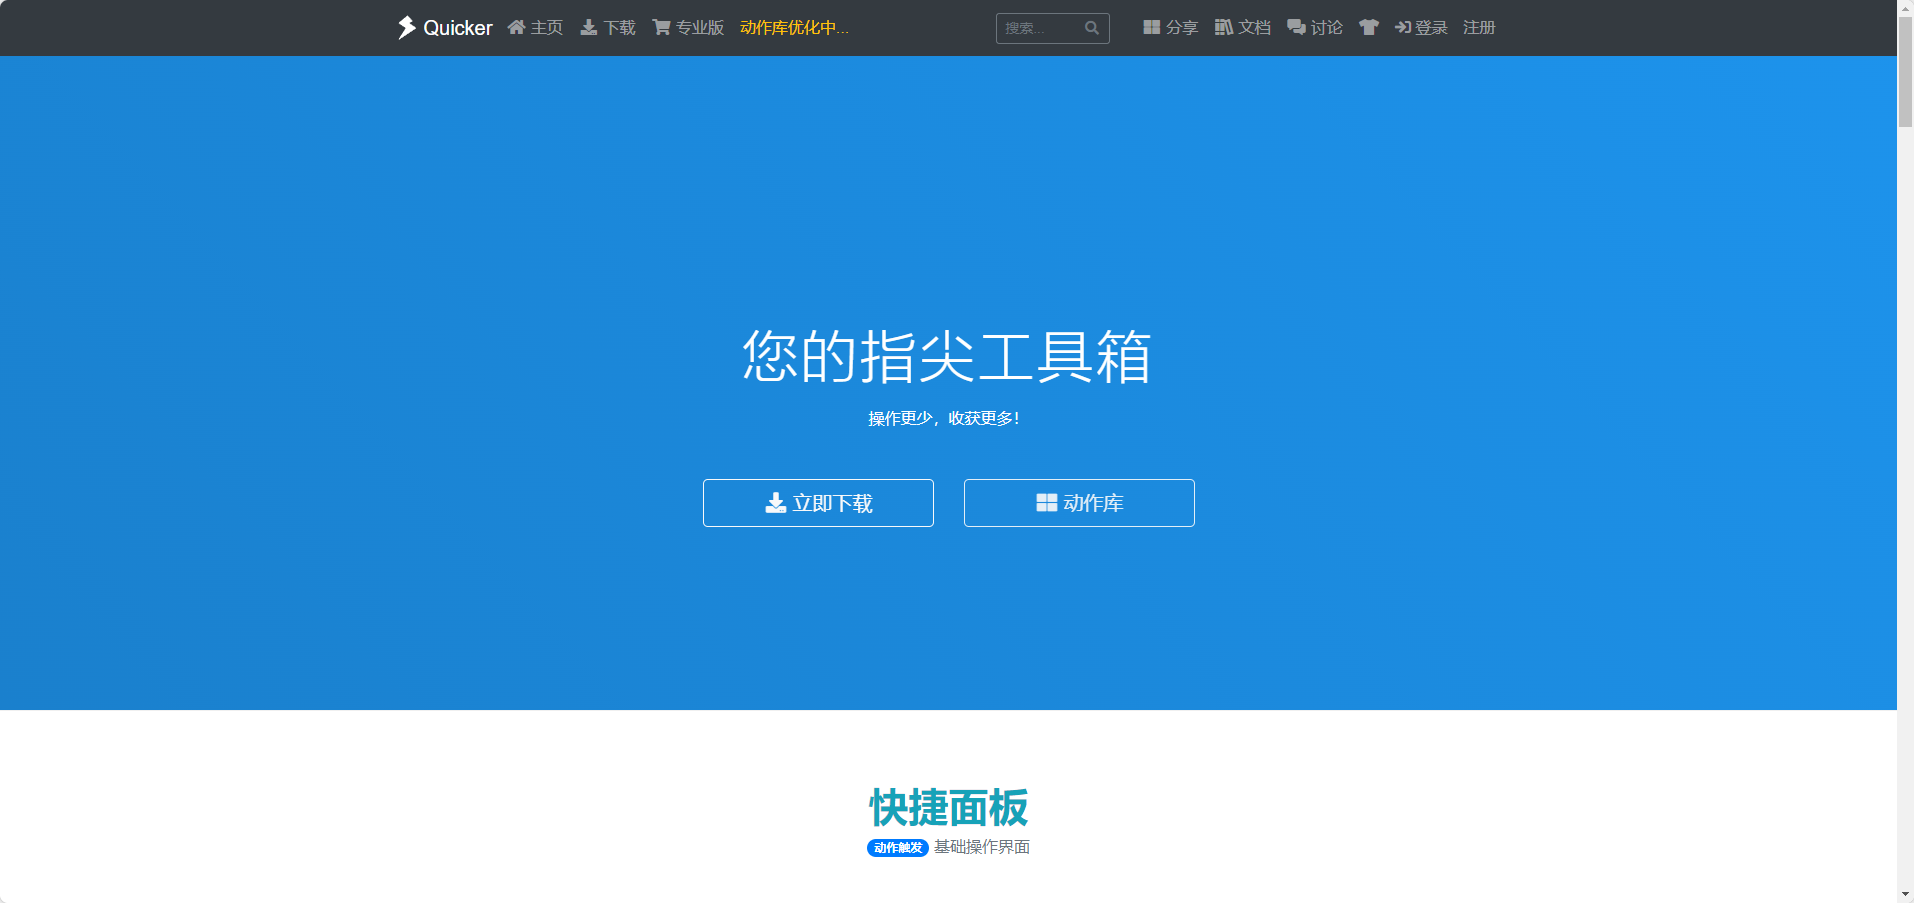 Quicker 主页 下载 专业版 动作库优化中... 搜索... 分享 文档 讨论 登录 注册
您的指尖工具箱
操作更少，收获更多！
立即下载 动作库
快捷面板
动作触发 基础操作界面